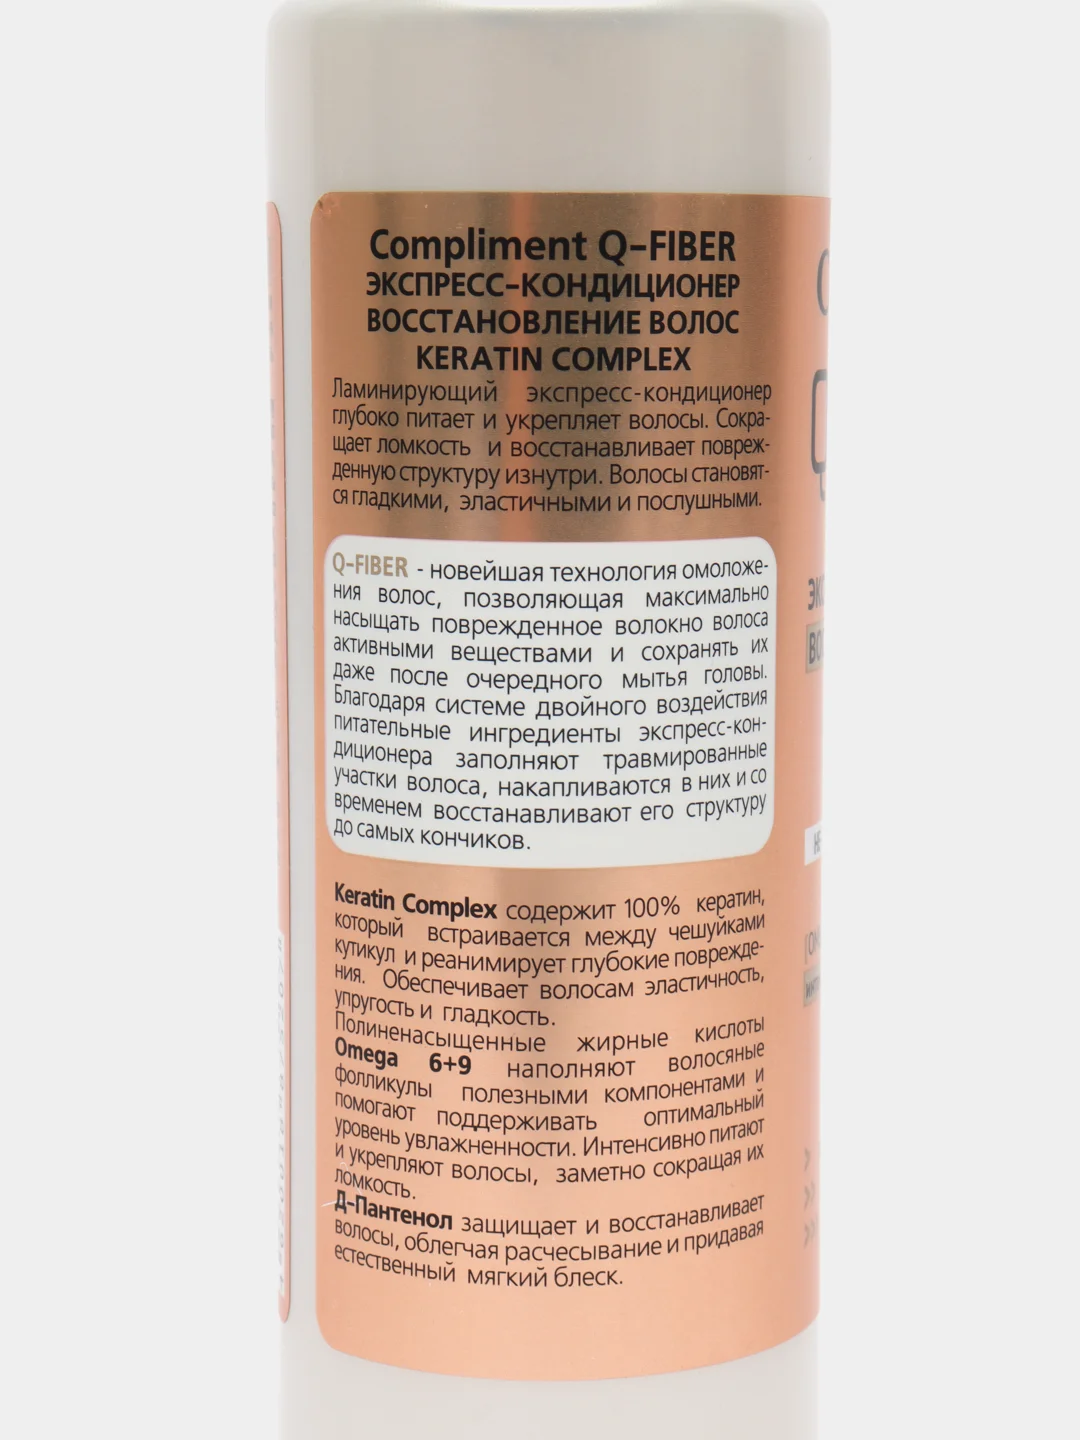 Compliment Q-FIBER
ЭКСПРЕСС-КОНДИЦИОНЕР
ВОССТАНОВЛЕНИЕ ВОЛОС
KERATIN COMPLEX
Ламинирующий экспресс-кондиционер
глубоко питает и укрепляет волосы. Сокра-
щает ломкость и восстанавливает повреж-
денную структуру изнутри. Волосы становят-
ся гладкими, эластичными и послушными.
Q-FIBER - новейшая технология омоложе-
ния волос, позволяющая максимально
насыщать поврежденное волокно волоса
активными веществами и сохранять их
даже после очередного мытья головы.
Благодаря системе двойного воздействия
питательные ингредиенты экспресс-кон-
диционера заполняют травмированные
участки волоса, накапливаются в них и со
временем восстанавливают его структуру
до самых кончиков.
Keratin Complex содержит 100% кератин,
который встраивается между чешуйками
кутикул и реанимирует глубокие поврежде-
ния. Обеспечивает волосам эластичность,
упругость и гладкость.
Полиненасыщенные жирные кислоты
Omega 6+9 наполняют волосяные
фолликулы полезными компонентами и
помогают поддерживать оптимальный
уровень увлажненности. Интенсивно питают
и укрепляют волосы, заметно сокращая их
ломкость.
Д-Пантенол защищает и восстанавливает
волосы, облегчая расчесывание и придавая
естественный мягкий блеск.